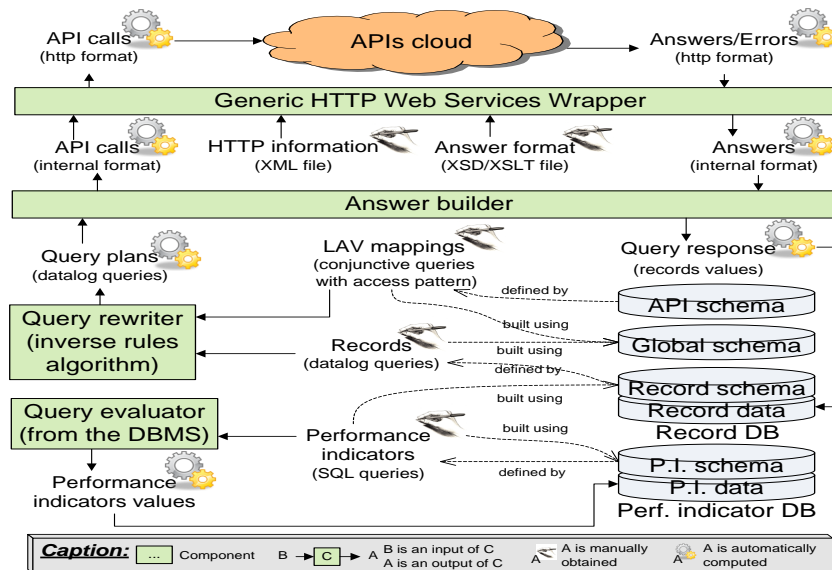 API calls
(http format)
APIs cloud
Answers/Errors
(http format)
Generic HTTP Web Services Wrapper
API calls
(internal format)
HTTP information
(XML file)
Answer format
(XSD/XSLT file)
Answers
(internal format)
Answer builder
Query plans
(datalog queries)
LAV mappings
(conjunctive queries
with access pattern)
Query response
(records values)
defined by
API schema
Query rewriter
(inverse rules
algorithm)
built using
Global schema
Records
(datalog queries)
built using
defined by
Record schema
Record data
Record DB
built using
Query evaluator
(from the DBMS)
Performance
indicators
(SQL queries)
built using
defined by
P.I. schema
P.I. data
Perf. indicator DB
Performance
indicators values
Caption:
... Component
B C A
B is an input of C
A is an output of C
A A is manually
obtained
A A is automatically
computed